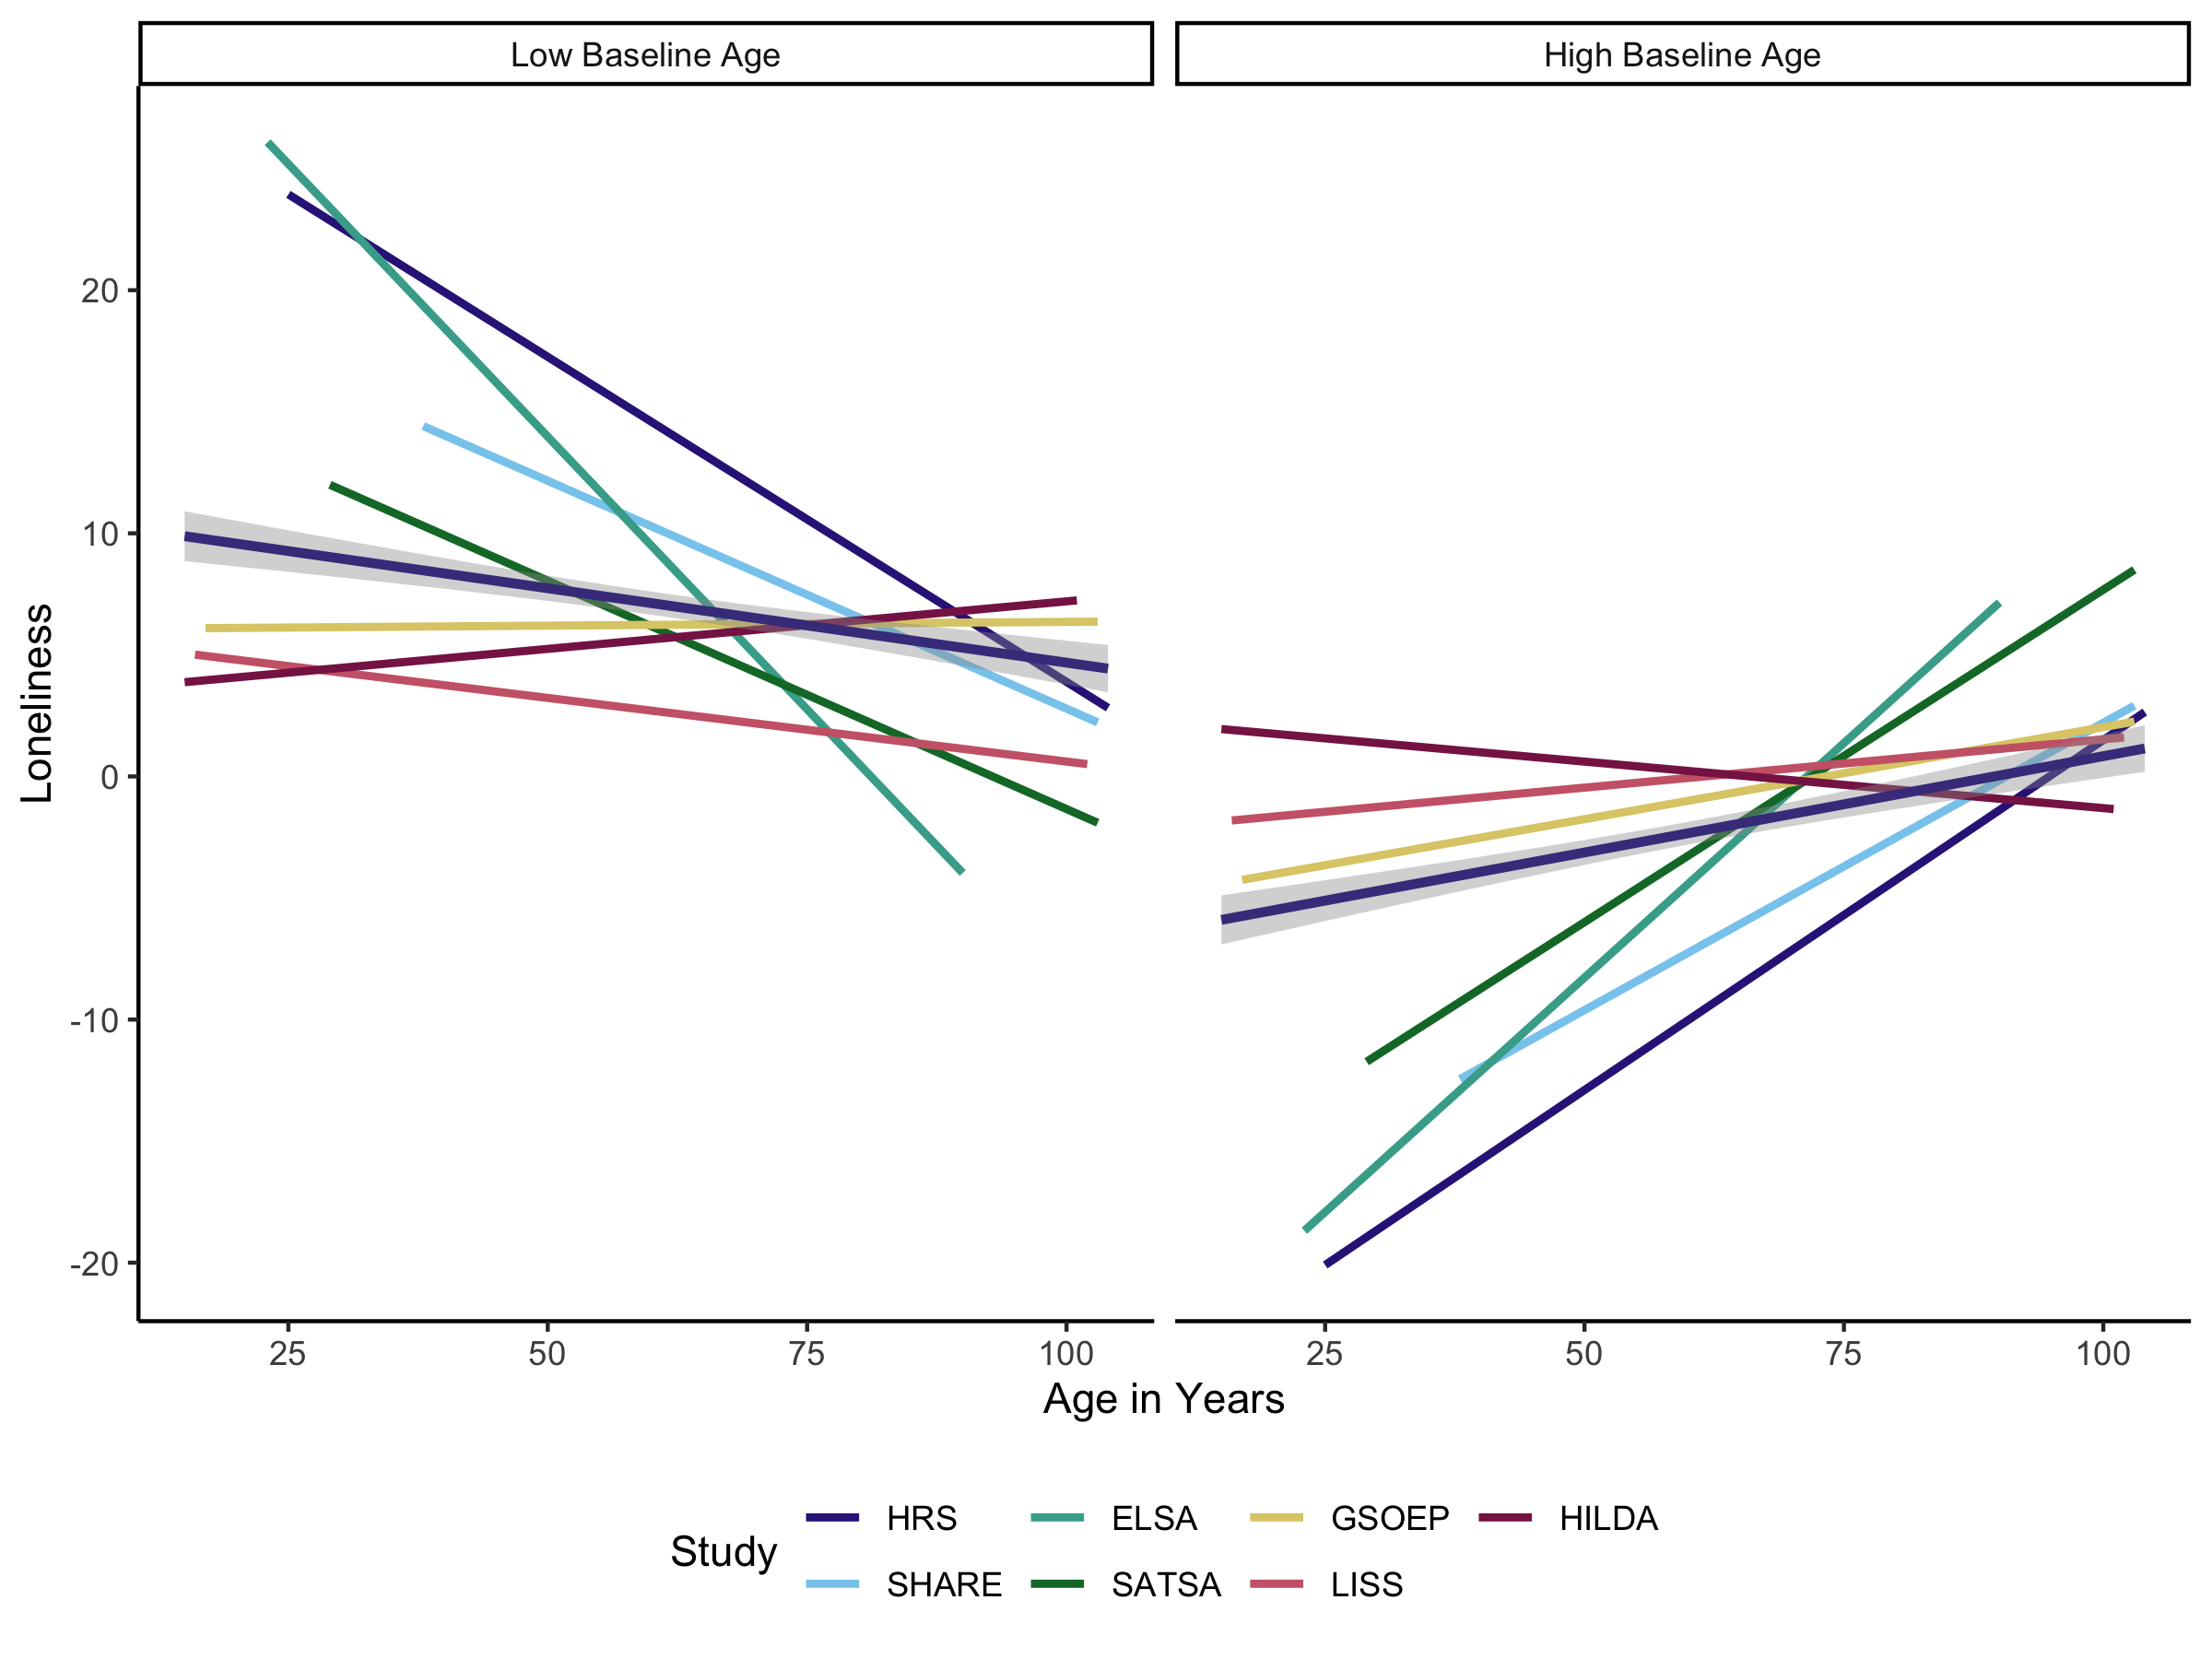 Low Baseline Age
High Baseline Age
Loneliness
20
10
0
-10
-20
25 50 75 100
25 50 75 100
Age in Years
Study
HRS ELSA GSOEP HILDA
SHARE SATSA LISS